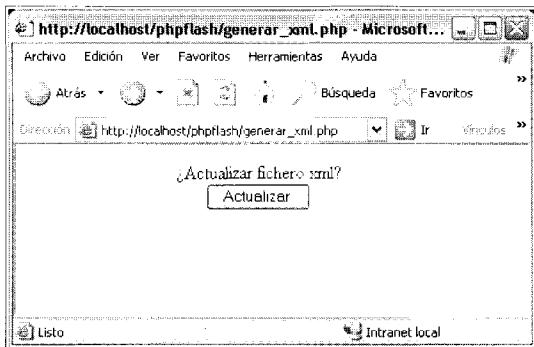 http://localhost/phpflash/generar_xml.php - Microsoft...
Archivo Edición Ver Favoritos Herramientas Ayuda
Atrás Búsqueda Favoritos »
Dirección http://localhost/phpflash/generar_xml.php Ir Vínculos »
¿Actualizar fichero xml?
Actualizar
Listo Intranet local